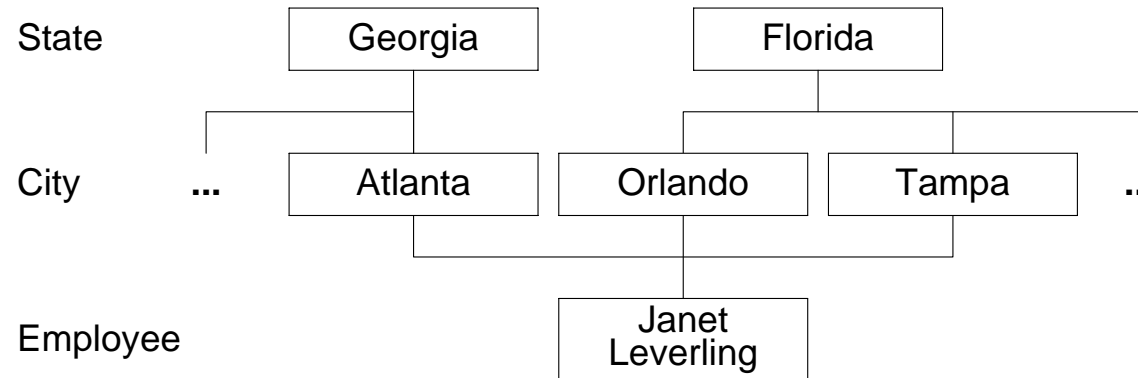 State Georgia Florida
City ... Atlanta Orlando Tampa ..
Employee Janet
Leverling